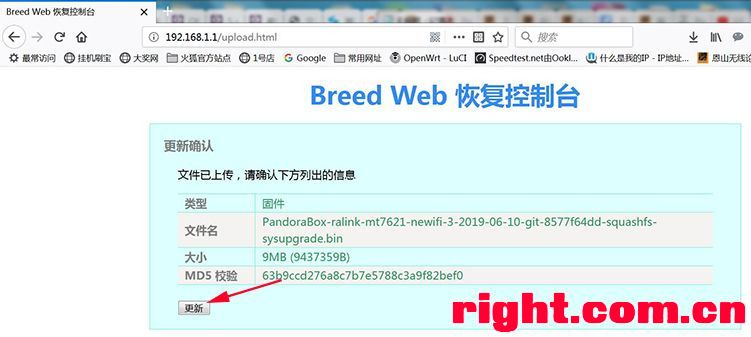 Breed Web 恢复控制台
192.168.1.1/upload.html
搜索
最常访问 挂机刷宝 大奖网 火狐官方站点 1号店 Google 常用网址 OpenWrt - LuCI Speedtest.net由Ookl... 什么是我的IP - IP地址... 恩山无线论
Breed Web 恢复控制台
更新确认
文件已上传，请确认下方列出的信息
类型 固件
文件名 PandoraBox-ralink-mt7621-newifi-3-2019-06-10-git-8577f64dd-squashfs-
sysupgrade.bin
大小 9MB (9437359B)
MD5 校验 63b9ccd276a8c7b7e5788c3a9f82bef0
更新
right.com.cn